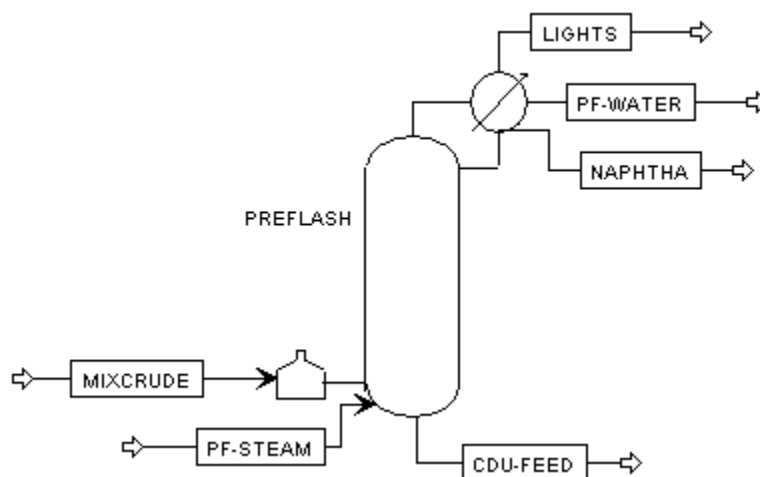 LIGHTS
PF-WATER
NAPHTHA
PREFLASH
MIXCRUDE
PF-STEAM
CDU-FEED